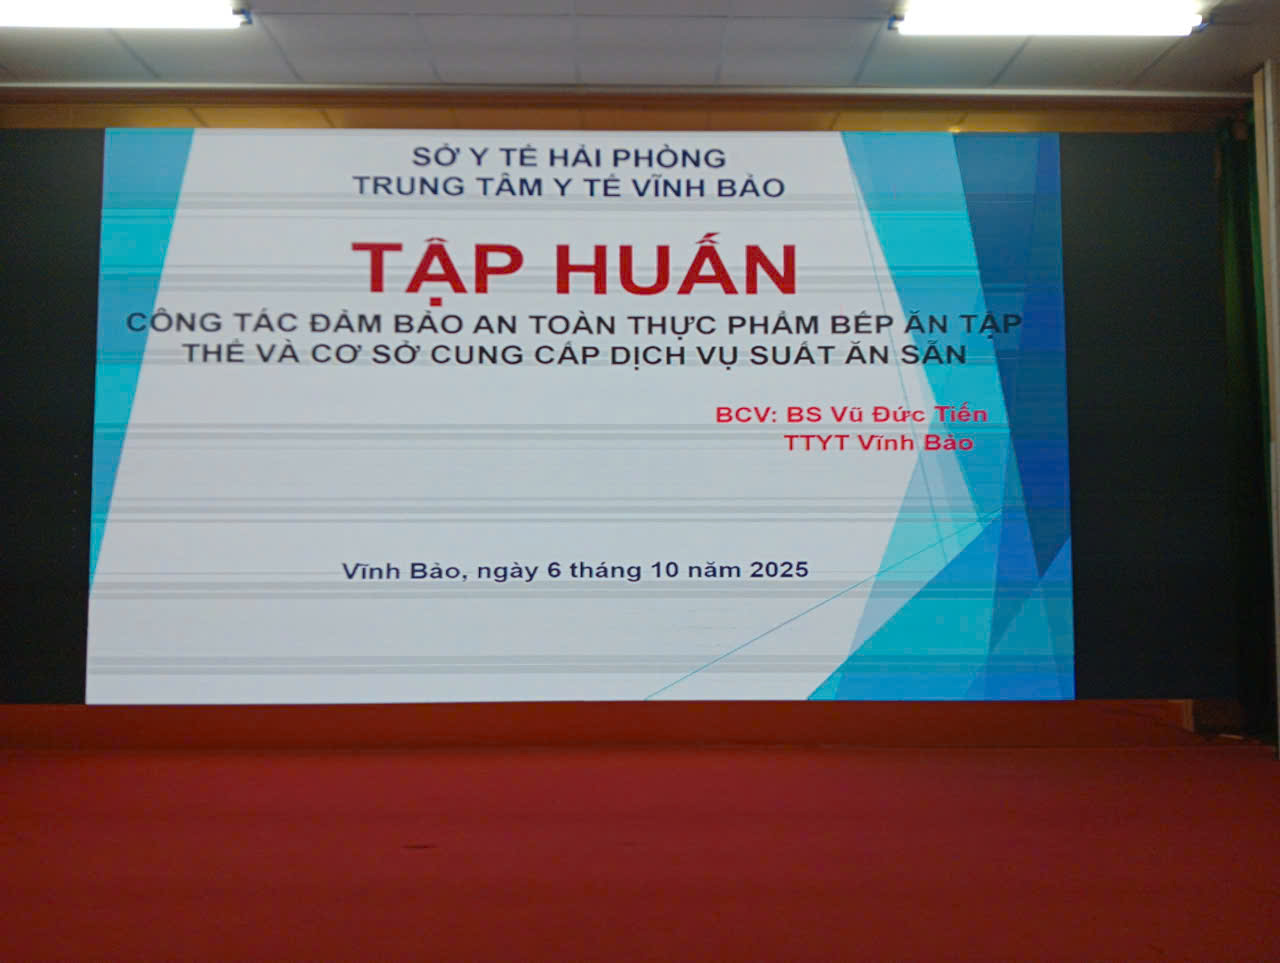 SỞ Y TẾ HẢI PHÒNG
TRUNG TÂM Y TẾ VĨNH BẢO
TẬP HUẤN
CÔNG TÁC ĐẢM BẢO AN TOÀN THỰC PHẨM BẾP ĂN TẬP
THỂ VÀ CƠ SỞ CUNG CẤP DỊCH VỤ SUẤT ĂN SẴN
BCV: BS Vũ Đức Tiến
TTYT Vĩnh Bảo
Vĩnh Bảo, ngày 6 tháng 10 năm 2025